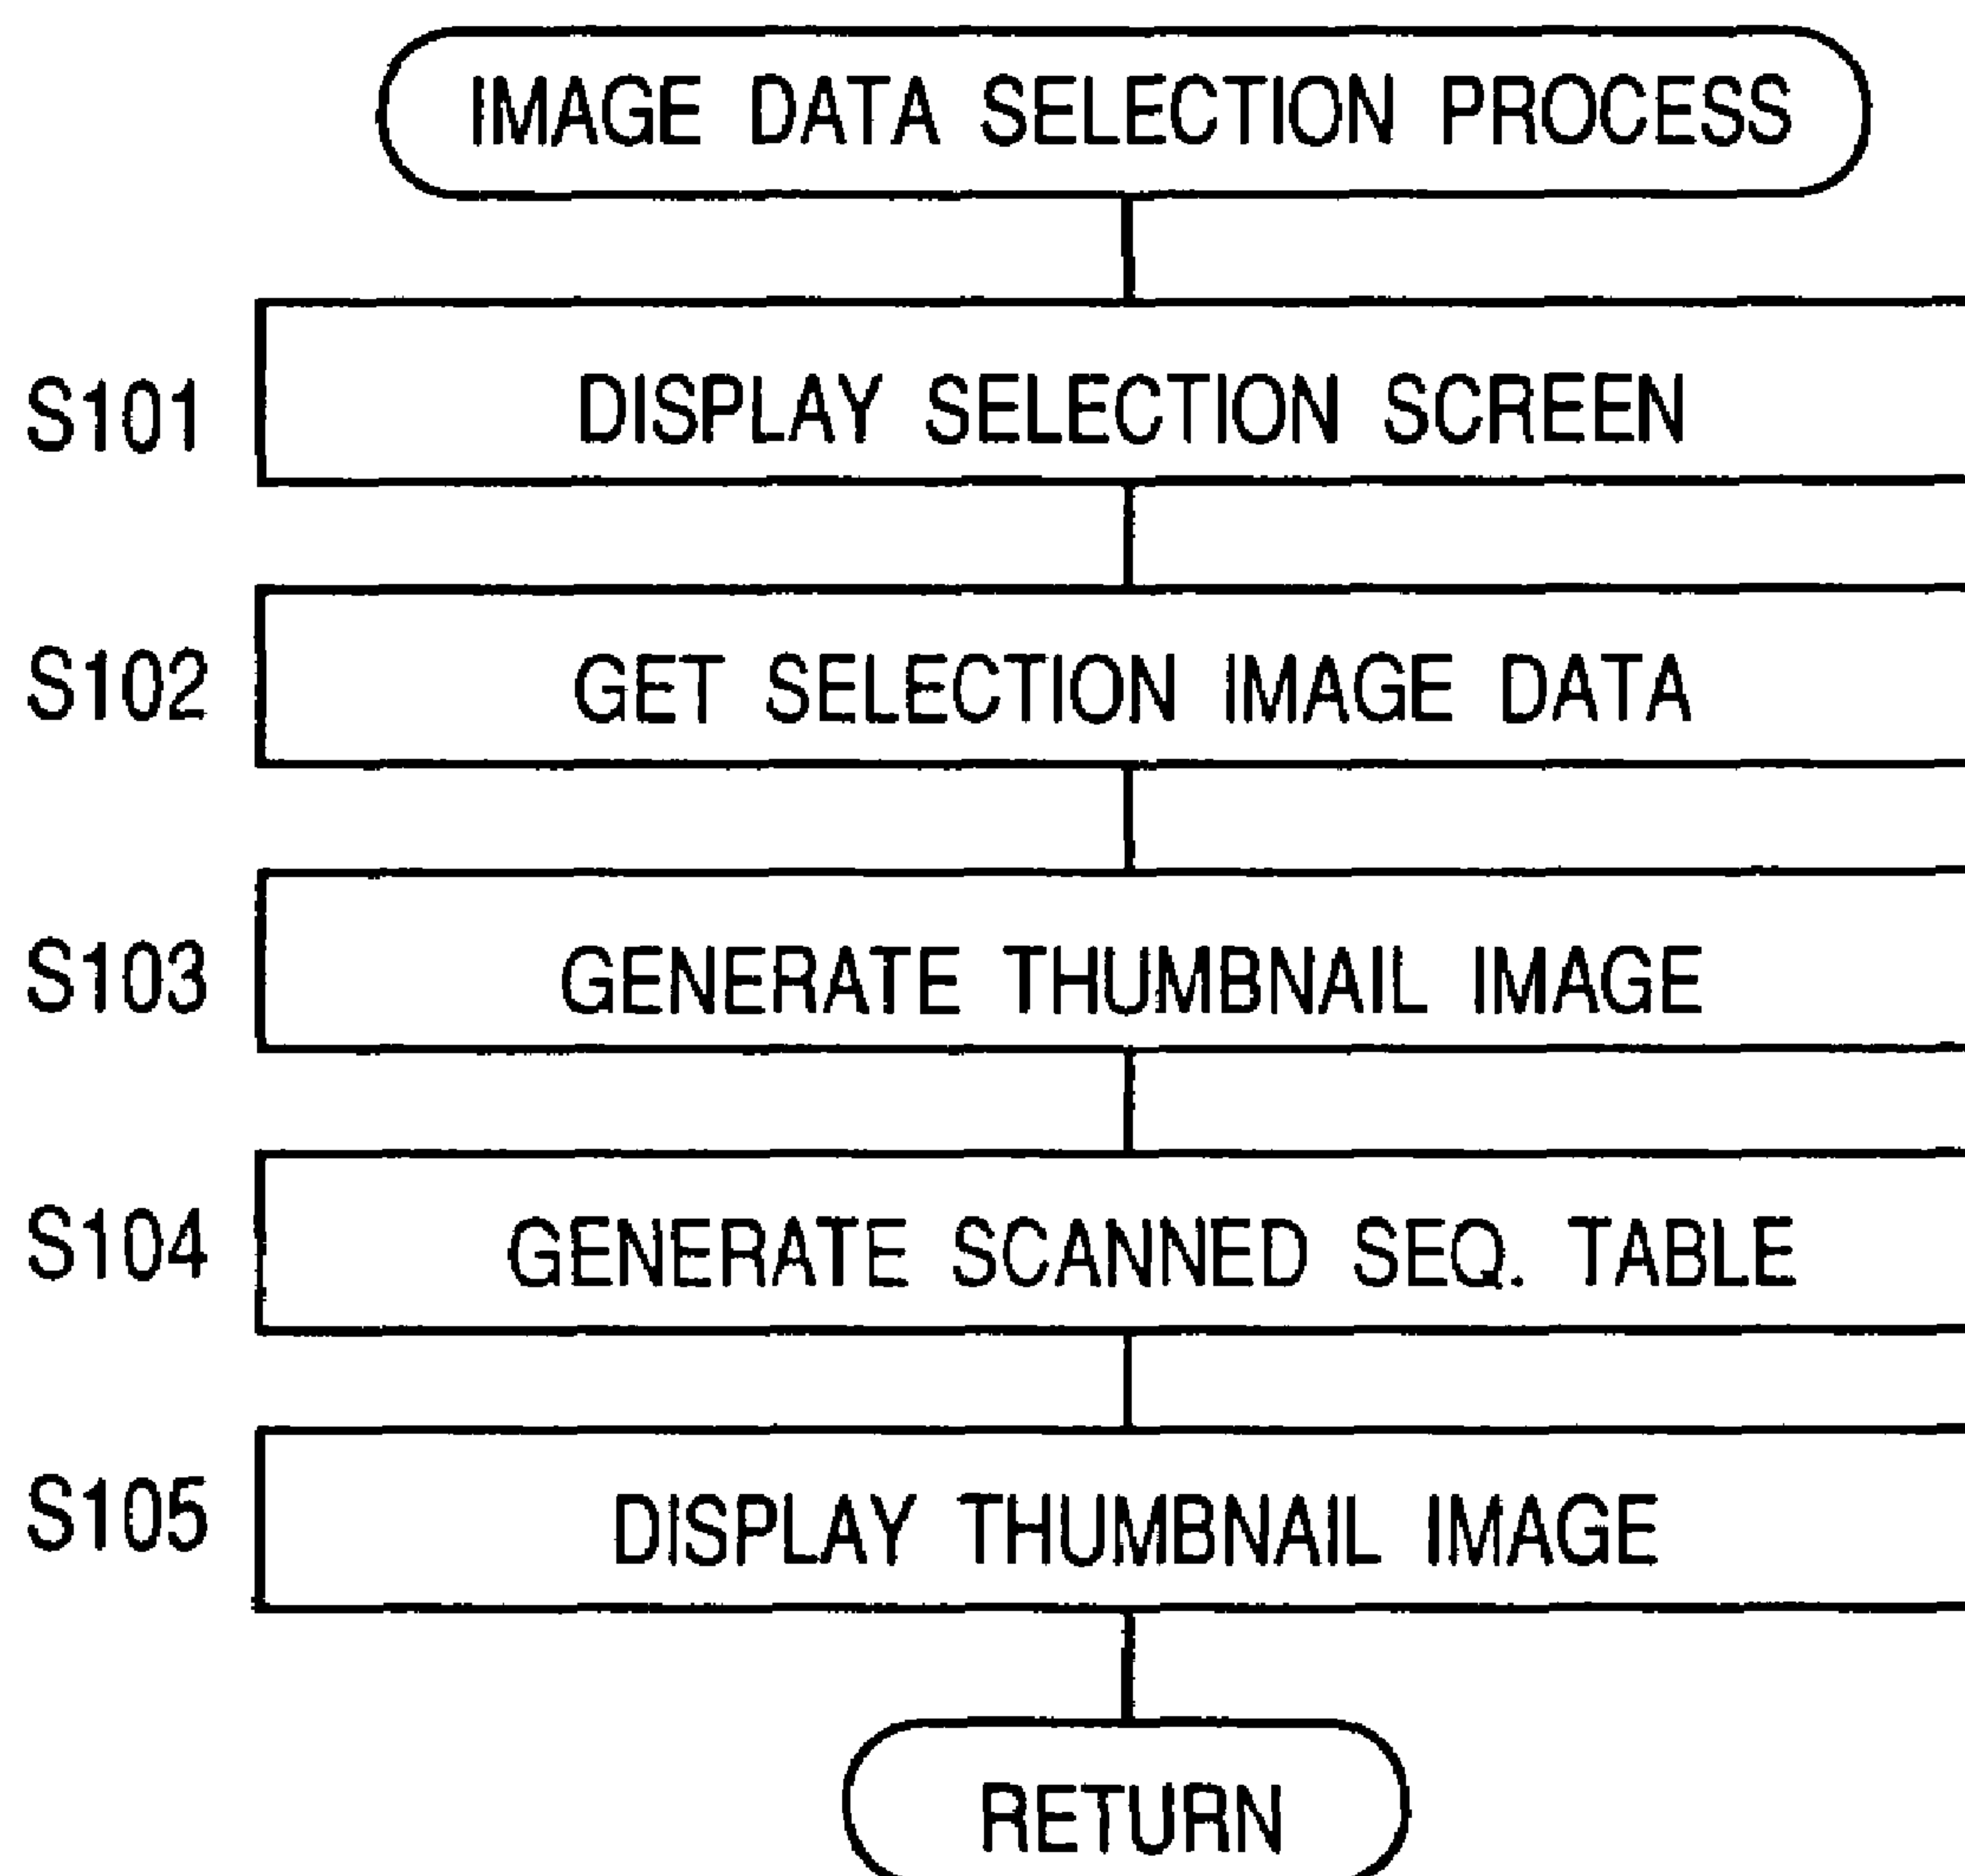 IMAGE DATA SELECTION PROCESS
S101 DISPLAY SELECTION SCREEN
S102 GET SELECTION IMAGE DATA
S103 GENERATE THUMBNAIL IMAGE
S104 GENERATE SCANNED SEQ. TABLE
S105 DISPLAY THUMBNAIL IMAGE
RETURN